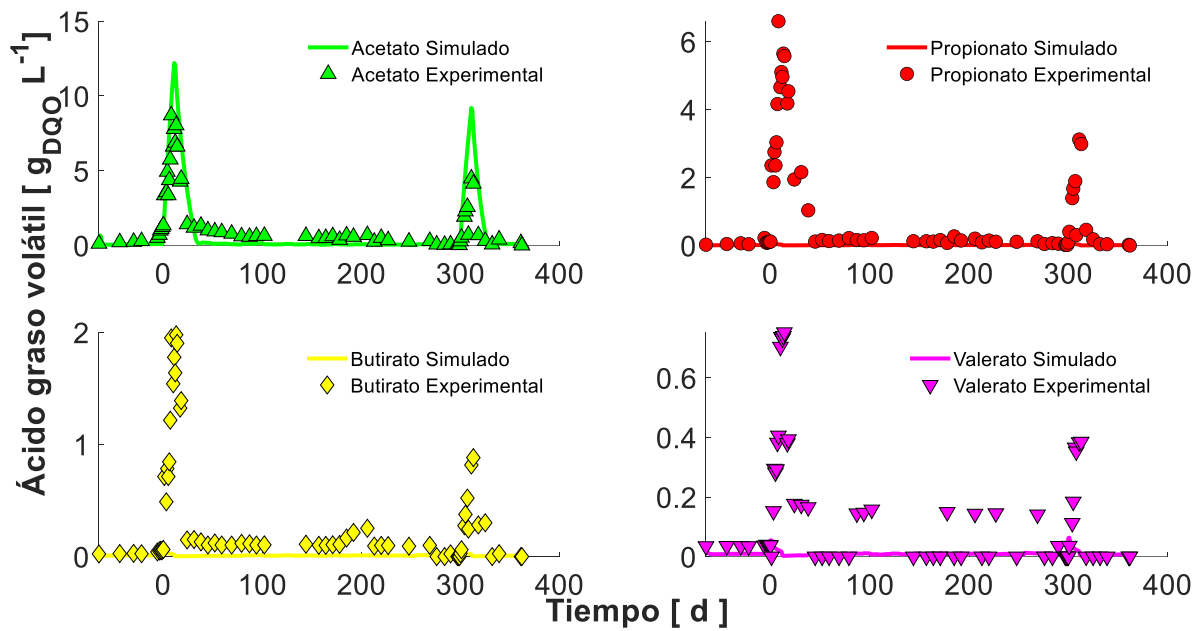 Ácido graso volátil [ g_DQO L^-1 ]
15
10
5
0
0 100 200 300 400
Acetato Simulado
Acetato Experimental
6
4
2
0
0 100 200 300 400
Propionato Simulado
Propionato Experimental
2
1
0
0 100 200 300 400
Butirato Simulado
Butirato Experimental
0.6
0.4
0.2
0
0 100 200 300 400
Valerato Simulado
Valerato Experimental
Tiempo [ d ]